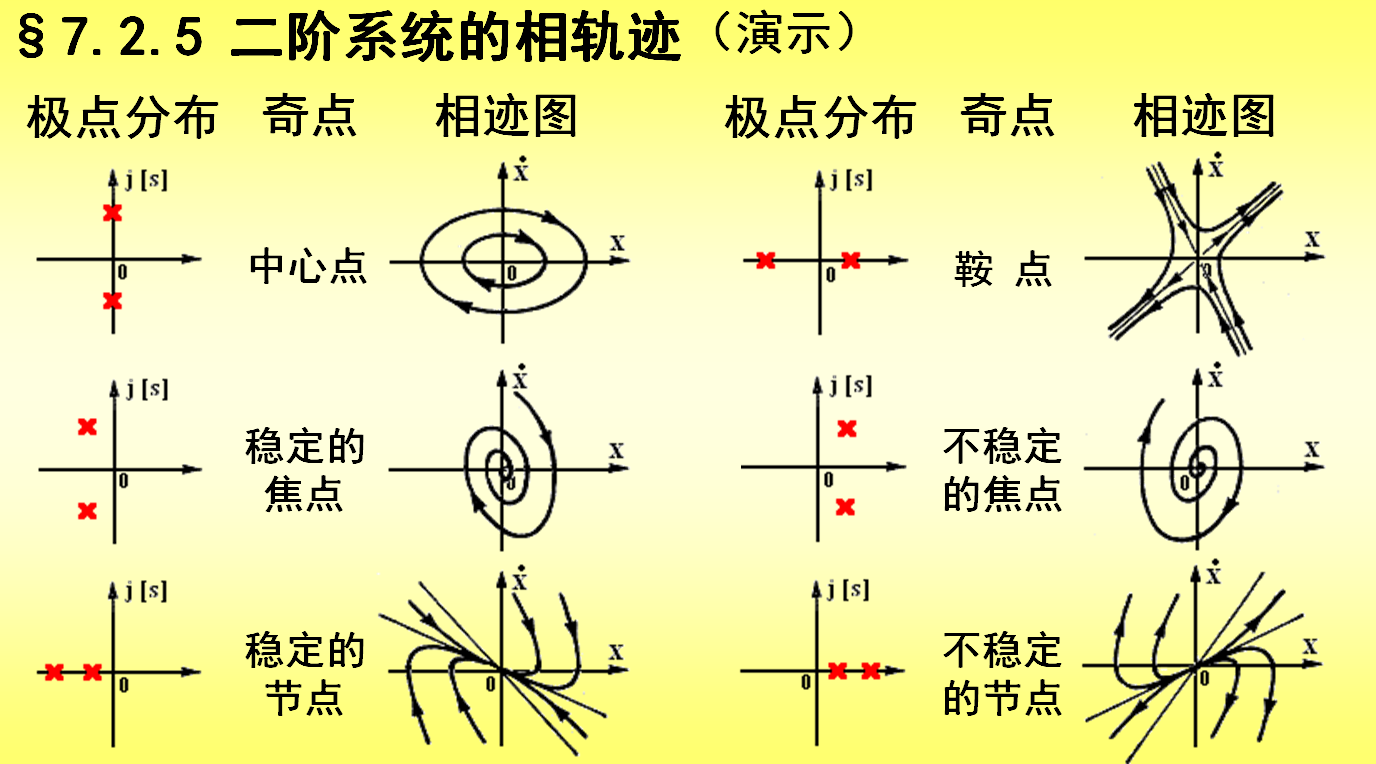 §7.2.5 二阶系统的相轨迹（演示）
极点分布 奇点 相迹图 极点分布 奇点 相迹图
j [s]
0
中心点
ẋ
x
0
j [s]
0
鞍 点
ẋ
x
0
j [s]
0
稳定的
焦点
ẋ
x
0
j [s]
0
不稳定
的焦点
ẋ
x
0
j [s]
0
稳定的
节点
ẋ
x
0
j [s]
0
不稳定
的节点
ẋ
x
0